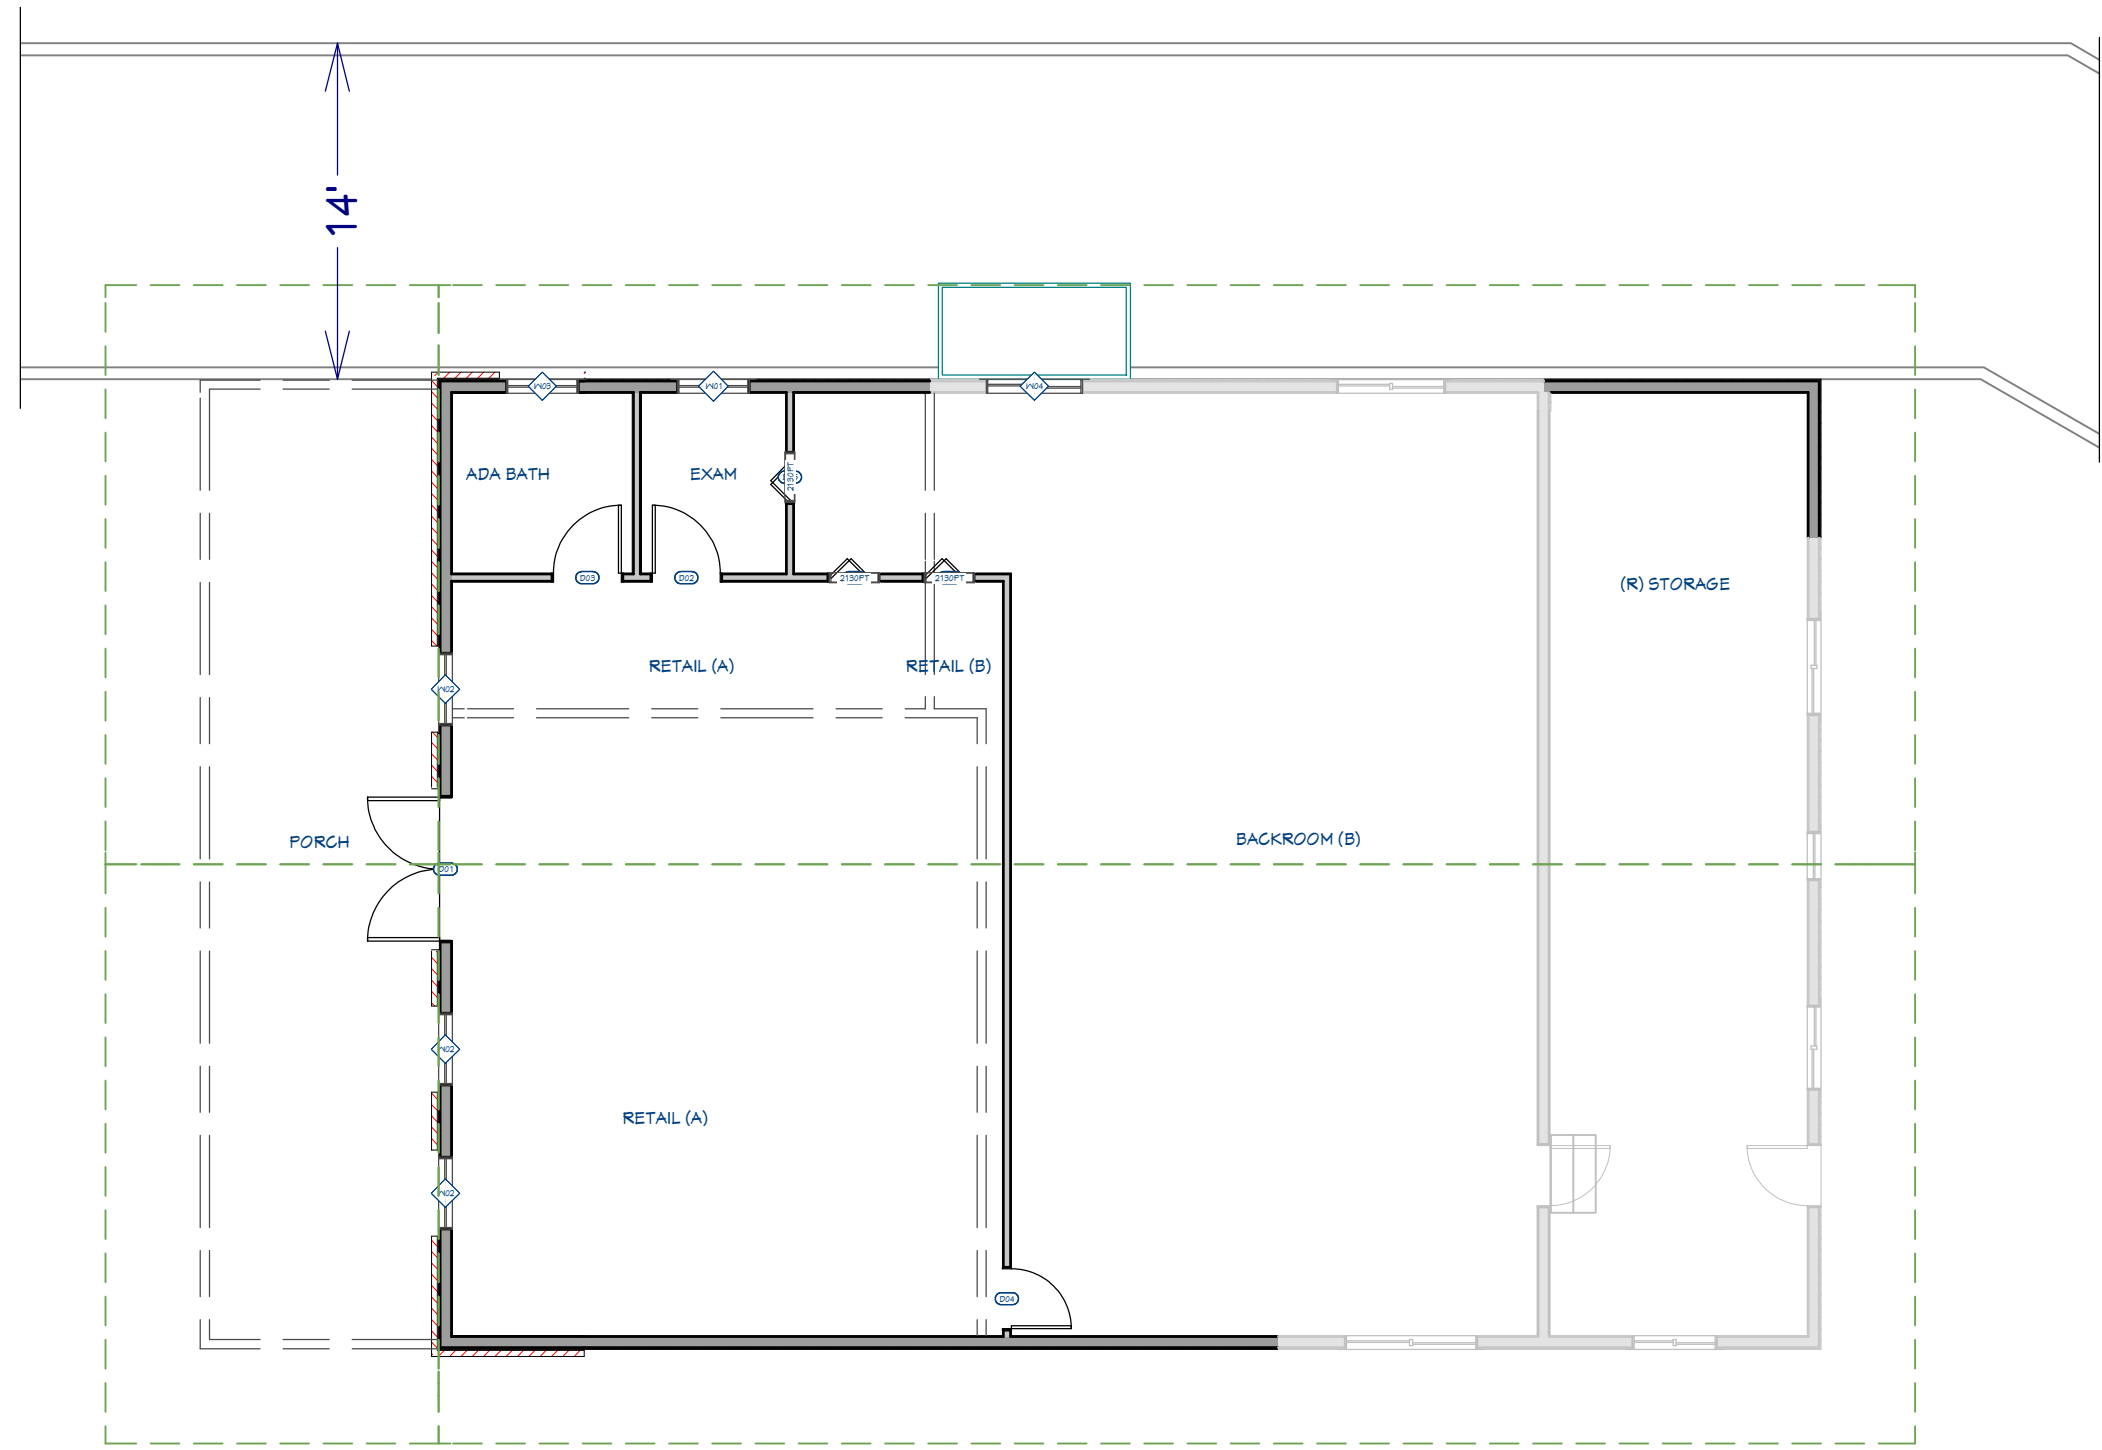 14'
W03
W01
W04
ADA BATH
EXAM
2130PT
D03
D02
2130PT
2130PT
(R) STORAGE
RETAIL (A)
RETAIL (B)
W02
PORCH
BACKROOM (B)
D01
W02
RETAIL (A)
W02
D04